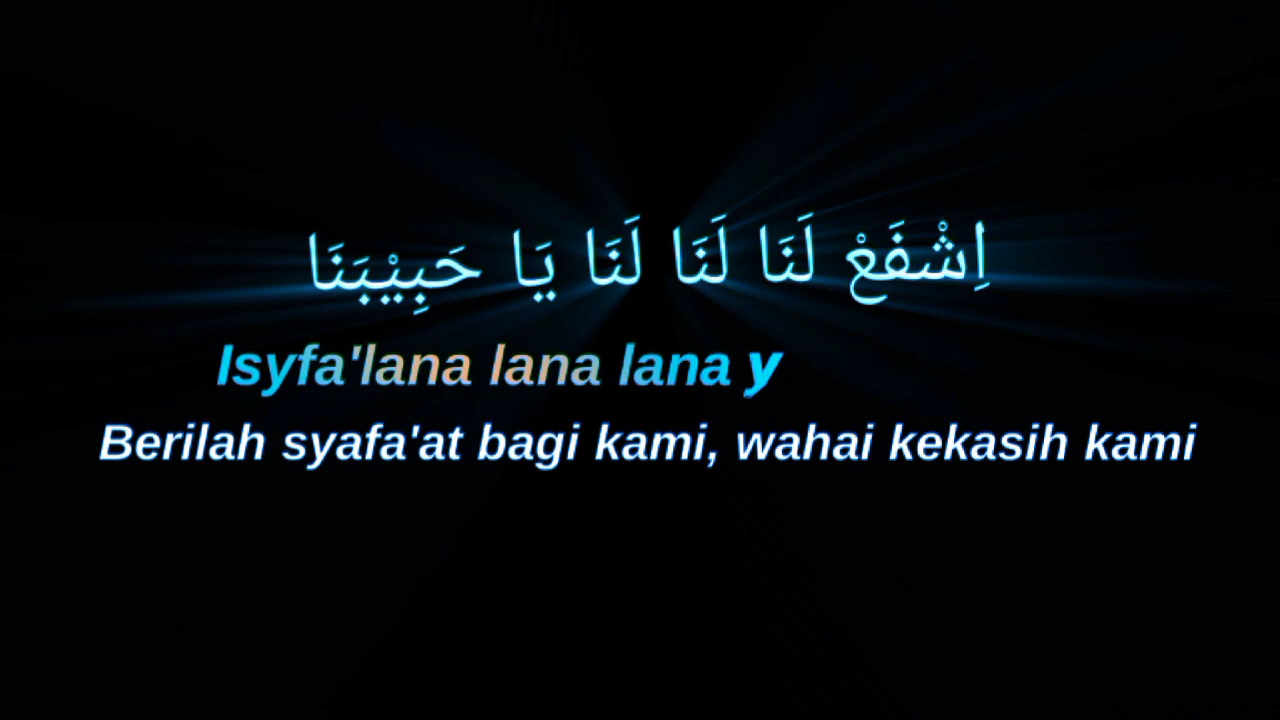 اِشْفَعْ لَنَا لَنَا لَنَا يَا حَبِيْبَنَا
Isyfa'lana lana lana y
Berilah syafa'at bagi kami, wahai kekasih kami